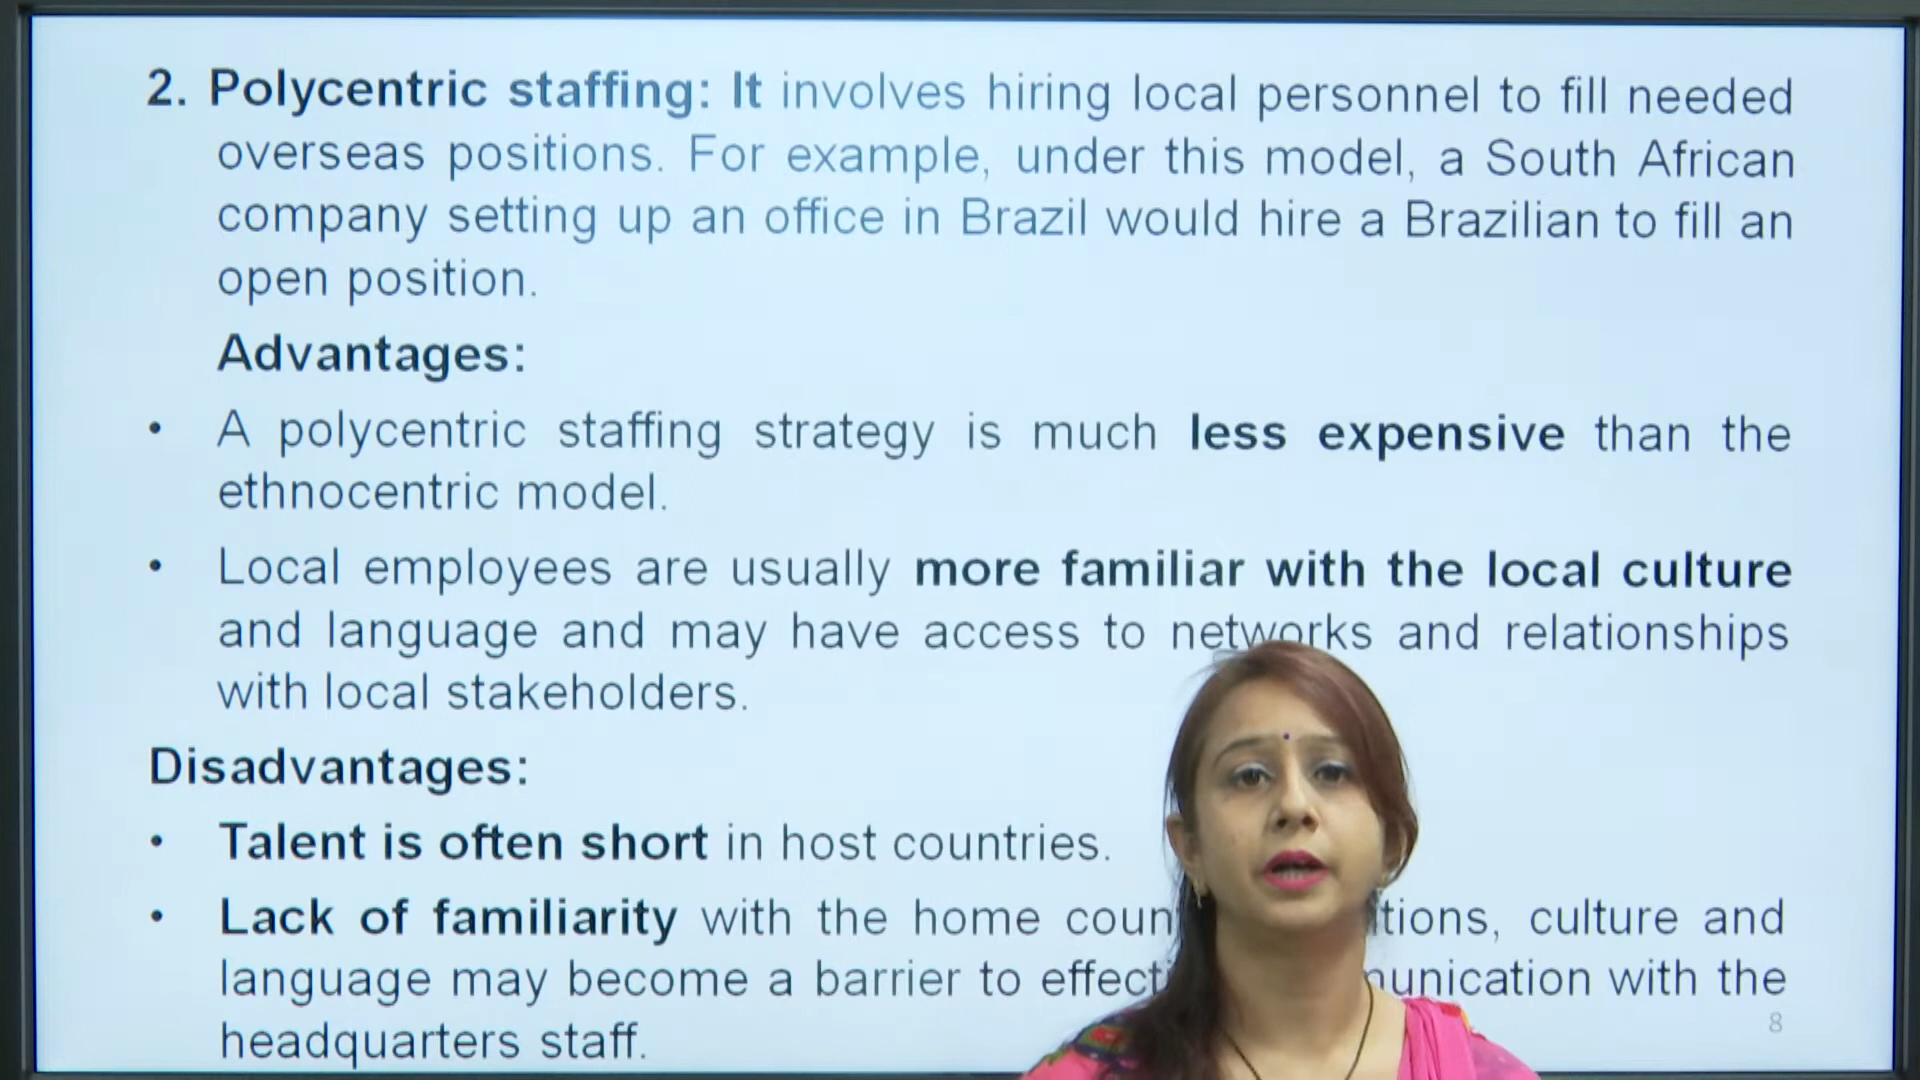 2. Polycentric staffing: It involves hiring local personnel to fill needed
overseas positions. For example, under this model, a South African
company setting up an office in Brazil would hire a Brazilian to fill an
open position.
Advantages:
• A polycentric staffing strategy is much less expensive than the
ethnocentric model.
• Local employees are usually more familiar with the local culture
and language and may have access to networks and relationships
with local stakeholders.
Disadvantages:
• Talent is often short in host countries.
• Lack of familiarity with the home culture and
language may become a barrier to with the
headquarters staff.
8